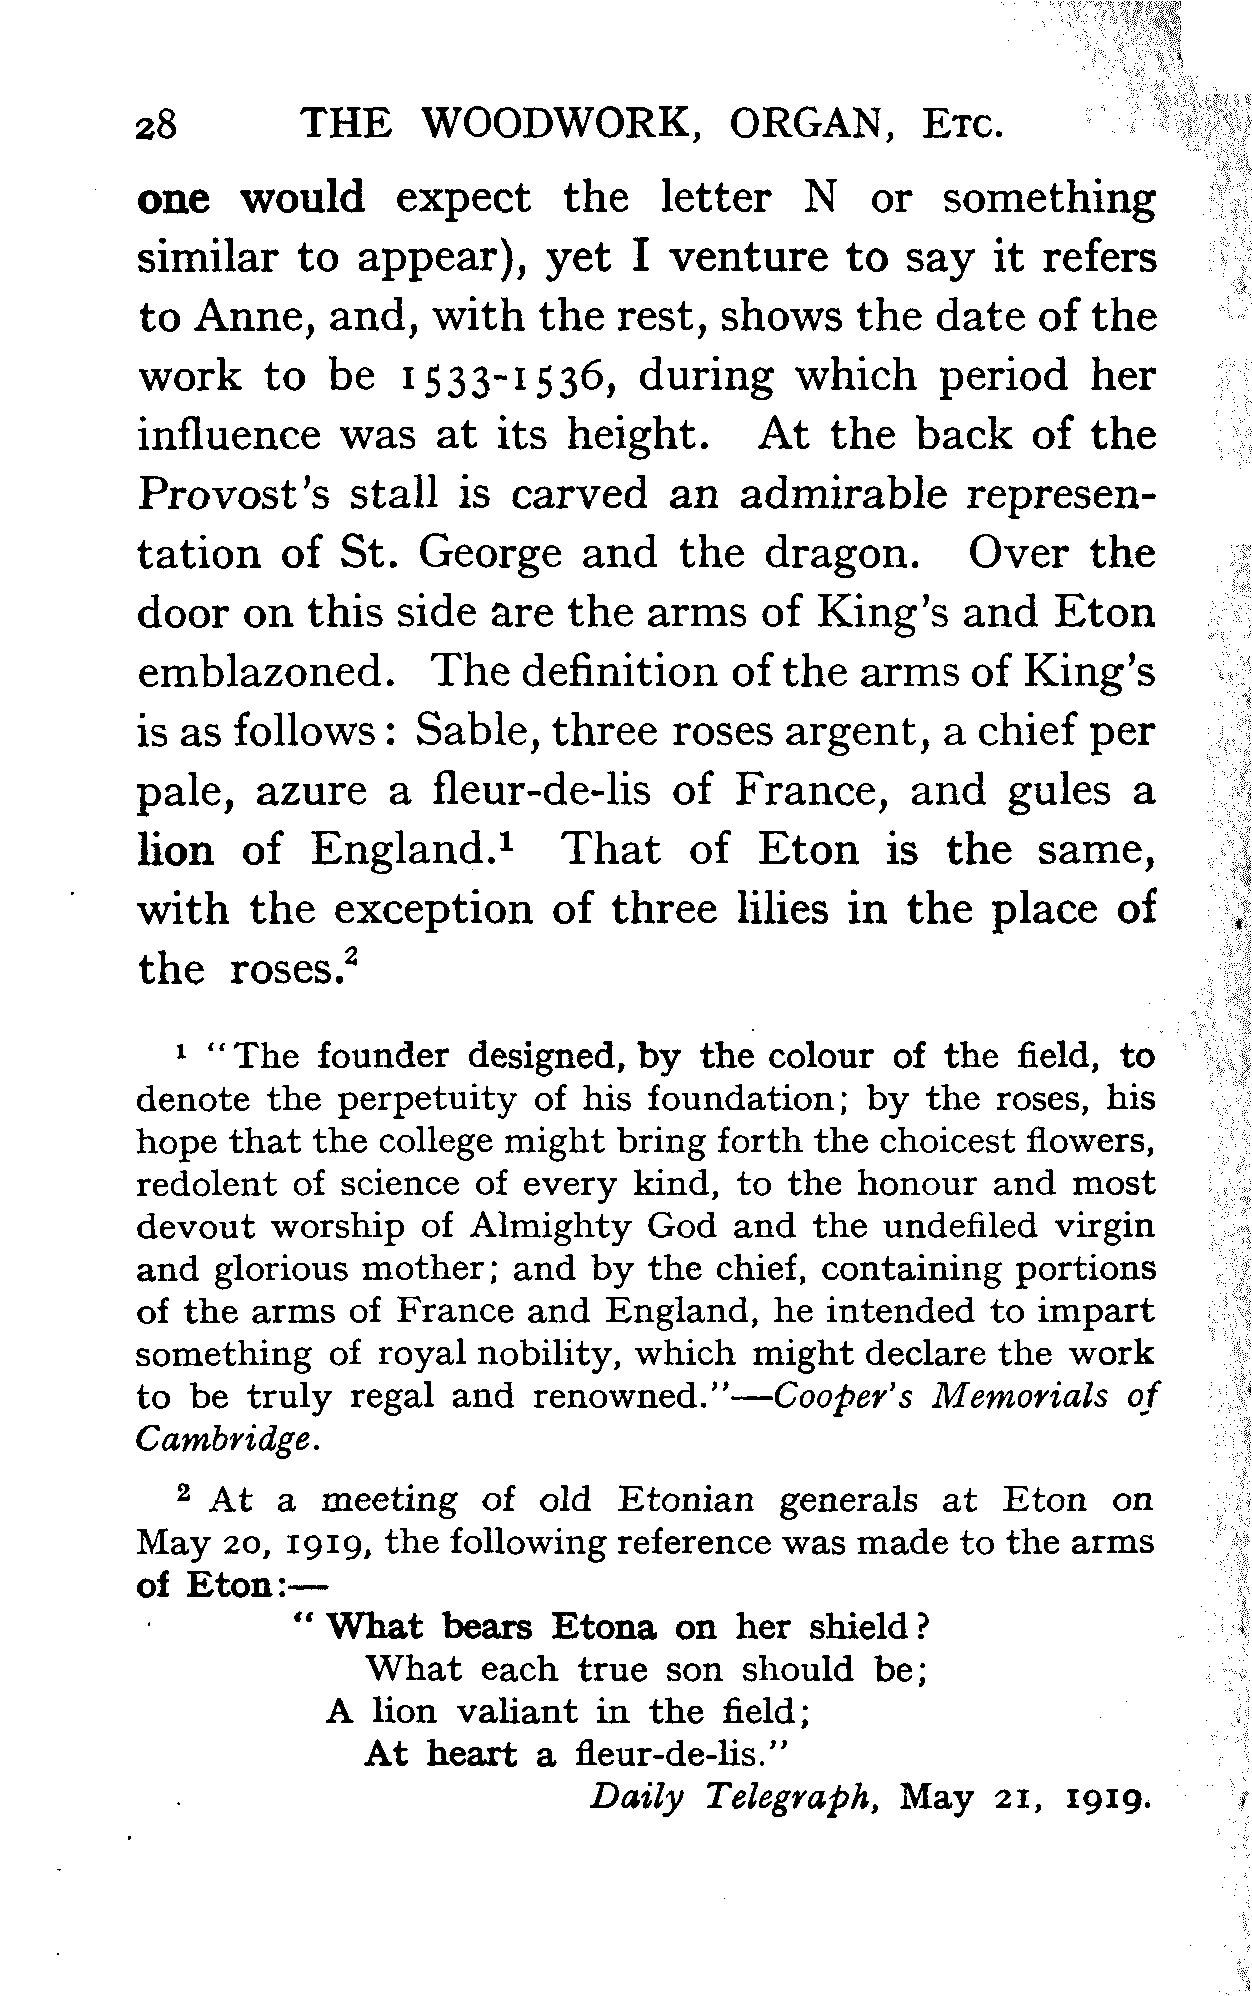 28 THE WOODWORK, ORGAN, ETC.
one would expect the letter N or something
similar to appear), yet I venture to say it refers
to Anne, and, with the rest, shows the date of the
work to be 1533-1536, during which period her
influence was at its height. At the back of the
Provost's stall is carved an admirable represen-
tation of St. George and the dragon. Over the
door on this side are the arms of King's and Eton
emblazoned. The definition of the arms of King's
is as follows: Sable, three roses argent, a chief per
pale, azure a fleur-de-lis of France, and gules a
lion of England.¹ That of Eton is the same,
with the exception of three lilies in the place of
the roses.²
¹ "The founder designed, by the colour of the field, to
denote the perpetuity of his foundation; by the roses, his
hope that the college might bring forth the choicest flowers,
redolent of science of every kind, to the honour and most
devout worship of Almighty God and the undefiled virgin
and glorious mother; and by the chief, containing portions
of the arms of France and England, he intended to impart
something of royal nobility, which might declare the work
to be truly regal and renowned."—Cooper's Memorials of
Cambridge.
² At a meeting of old Etonian generals at Eton on
May 20, 1919, the following reference was made to the arms
of Eton:—
"What bears Etona on her shield?
What each true son should be;
A lion valiant in the field;
At heart a fleur-de-lis."
Daily Telegraph, May 21, 1919.